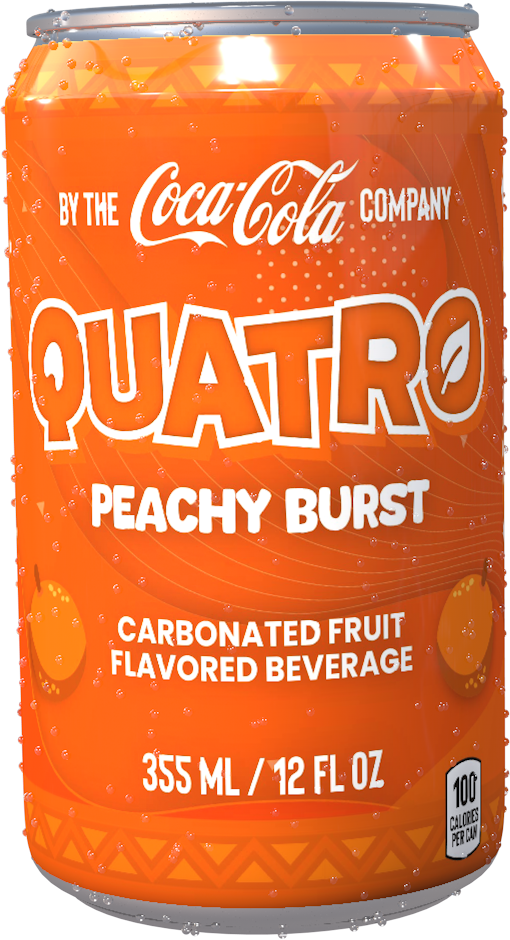 BY THE Coca-Cola COMPANY
QUATRO
PEACHY BURST
CARBONATED FRUIT
FLAVORED BEVERAGE
355 ML / 12 FL OZ
100
CALORIES
PER CAN